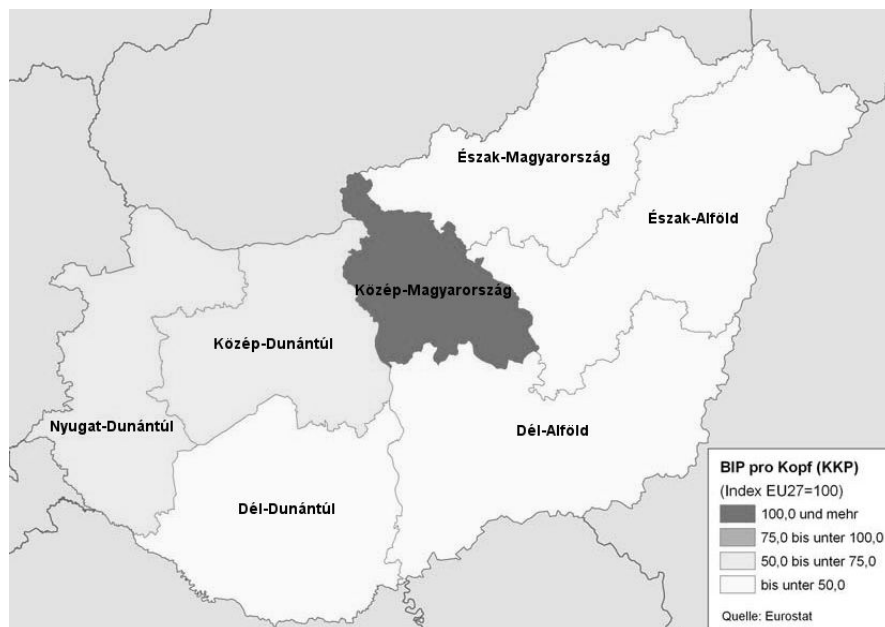 Észak-Magyarország
Észak-Alföld
Közép-Magyarország
Közép-Dunántúl
Nyugat-Dunántúl
Dél-Alföld
Dél-Dunántúl
BIP pro Kopf (KKP)
(Index EU27=100)
100,0 und mehr
75,0 bis unter 100,0
50,0 bis unter 75,0
bis unter 50,0
Quelle: Eurostat